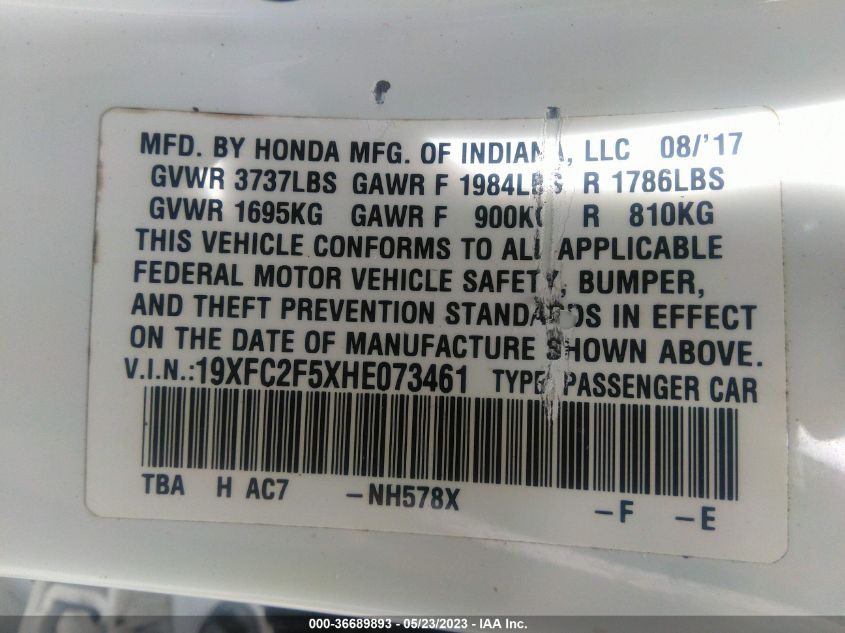 MFD. BY HONDA MFG. OF INDIANA, LLC 08/'17
GVWR 3737LBS GAWR F 1984LBS R 1786LBS
GVWR 1695KG GAWR F 900KG R 810KG
THIS VEHICLE CONFORMS TO ALL APPLICABLE
FEDERAL MOTOR VEHICLE SAFETY, BUMPER,
AND THEFT PREVENTION STANDARDS IN EFFECT
ON THE DATE OF MANUFACTURE SHOWN ABOVE.
V.I.N.:19XFC2F5XHE073461 TYPE: PASSENGER CAR
TBA H AC7 -NH578X -F -E
000-36689893 - 05/23/2023 - IAA Inc.